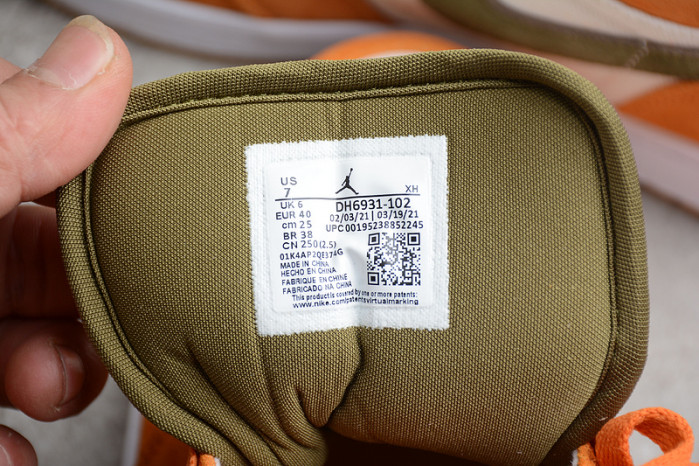 US
7
XH
UK 6
DH6931-102
EUR 40
02/03/21 | 03/19/21
cm 25
UPC00195238852245
BR 38
CN 250(2.5)
MADE IN CHINA
HECHO EN CHINA
FABRIQUE EN CHINE
FABRICADO NA CHINA
This product is covered by one or more patents:
www.nike.com/patentsvirtualmarking